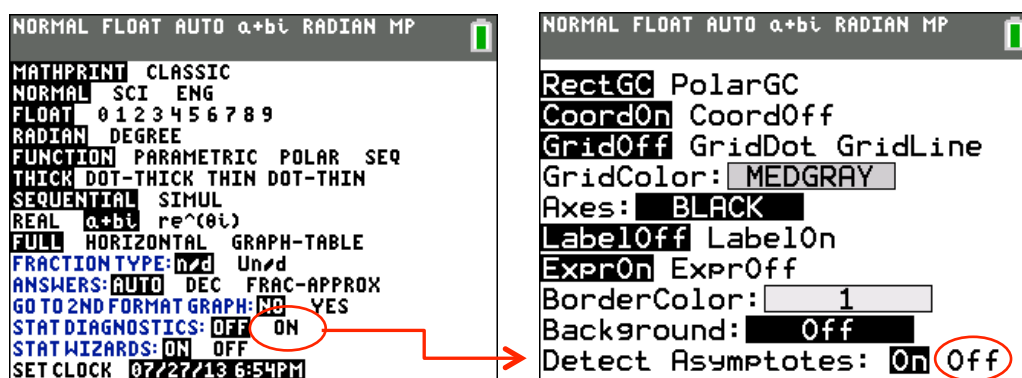 NORMAL FLOAT AUTO a+bi RADIAN MP
MATHPRINT CLASSIC
NORMAL SCI ENG
FLOAT 0 1 2 3 4 5 6 7 8 9
RADIAN DEGREE
FUNCTION PARAMETRIC POLAR SEQ
THICK DOT-THICK THIN DOT-THIN
SEQUENTIAL SIMUL
REAL a+bi re^(θi)
FULL HORIZONTAL GRAPH-TABLE
FRACTION TYPE: n/d Un/d
ANSWERS: AUTO DEC FRAC-APPROX
GO TO 2ND FORMAT GRAPH: NO YES
STAT DIAGNOSTICS: OFF ON
STAT WIZARDS: ON OFF
SET CLOCK 07/27/13 6:54PM
NORMAL FLOAT AUTO a+bi RADIAN MP
RectGC PolarGC
CoordOn CoordOff
GridOff GridDot GridLine
GridColor: MEDGRAY
Axes: BLACK
LabelOff LabelOn
ExprOn ExprOff
BorderColor: 1
Background: Off
Detect Asymptotes: On Off